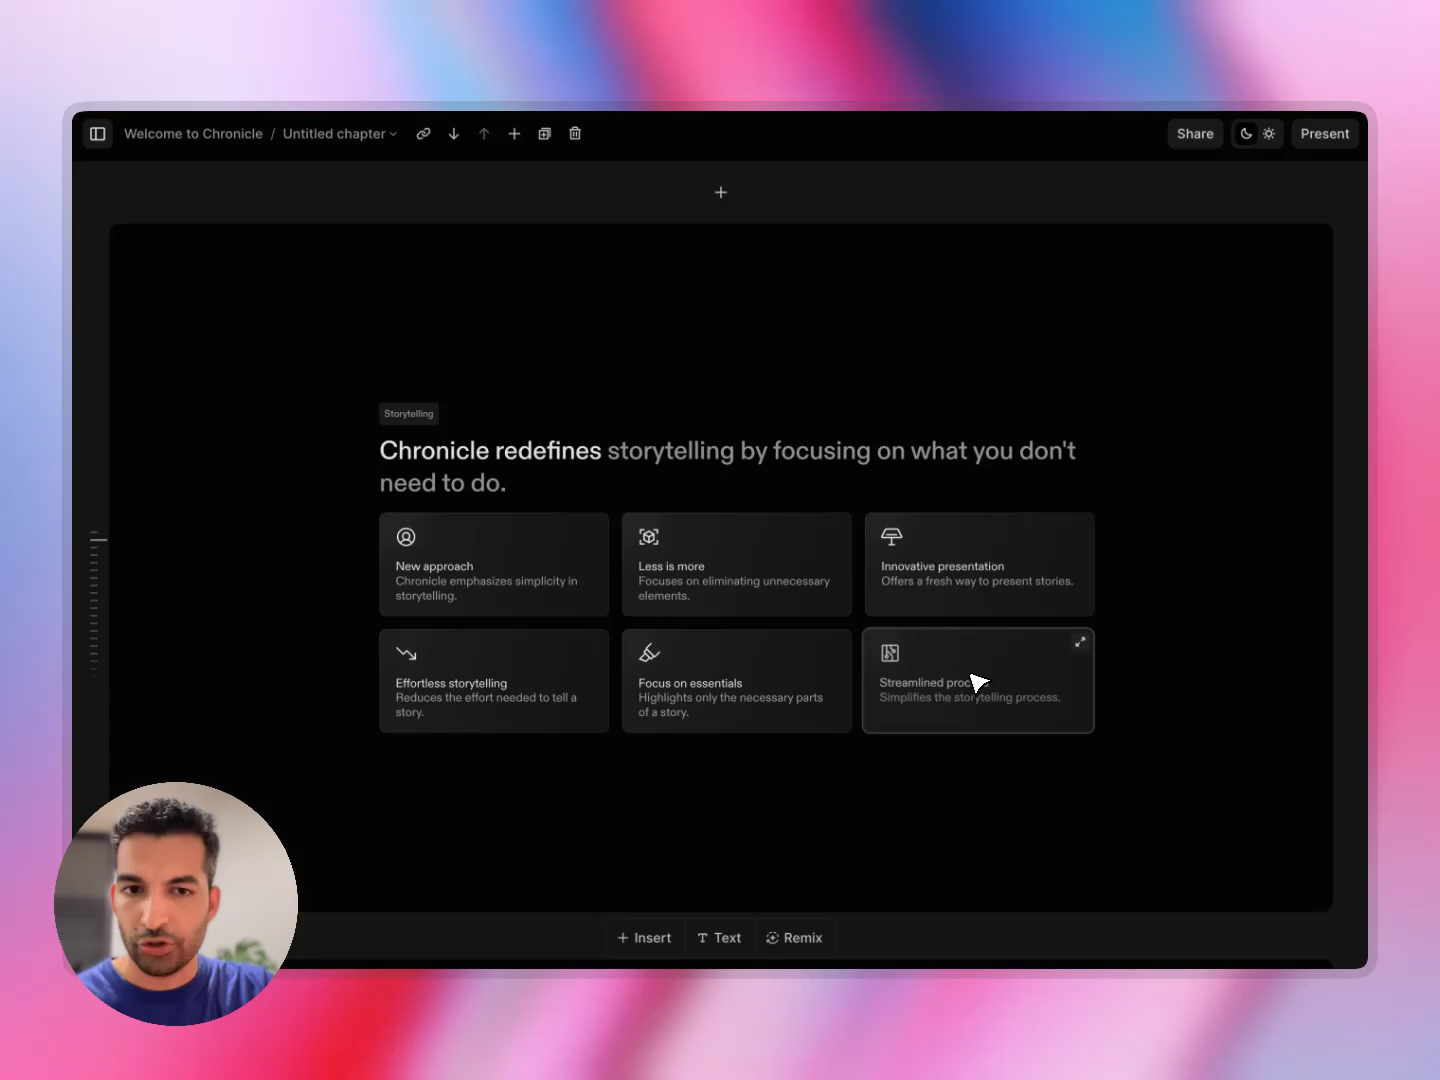 Welcome to Chronicle / Untitled chapter
Share
Present
Storytelling
Chronicle redefines storytelling by focusing on what you don't
need to do.
New approach
Chronicle emphasizes simplicity in
storytelling.
Less is more
Focuses on eliminating unnecessary
elements.
Innovative presentation
Offers a fresh way to present stories.
Effortless storytelling
Reduces the effort needed to tell a
story.
Focus on essentials
Highlights only the necessary parts
of a story.
Streamlined
Simplifies the storytelling process.
Insert
Text
Remix